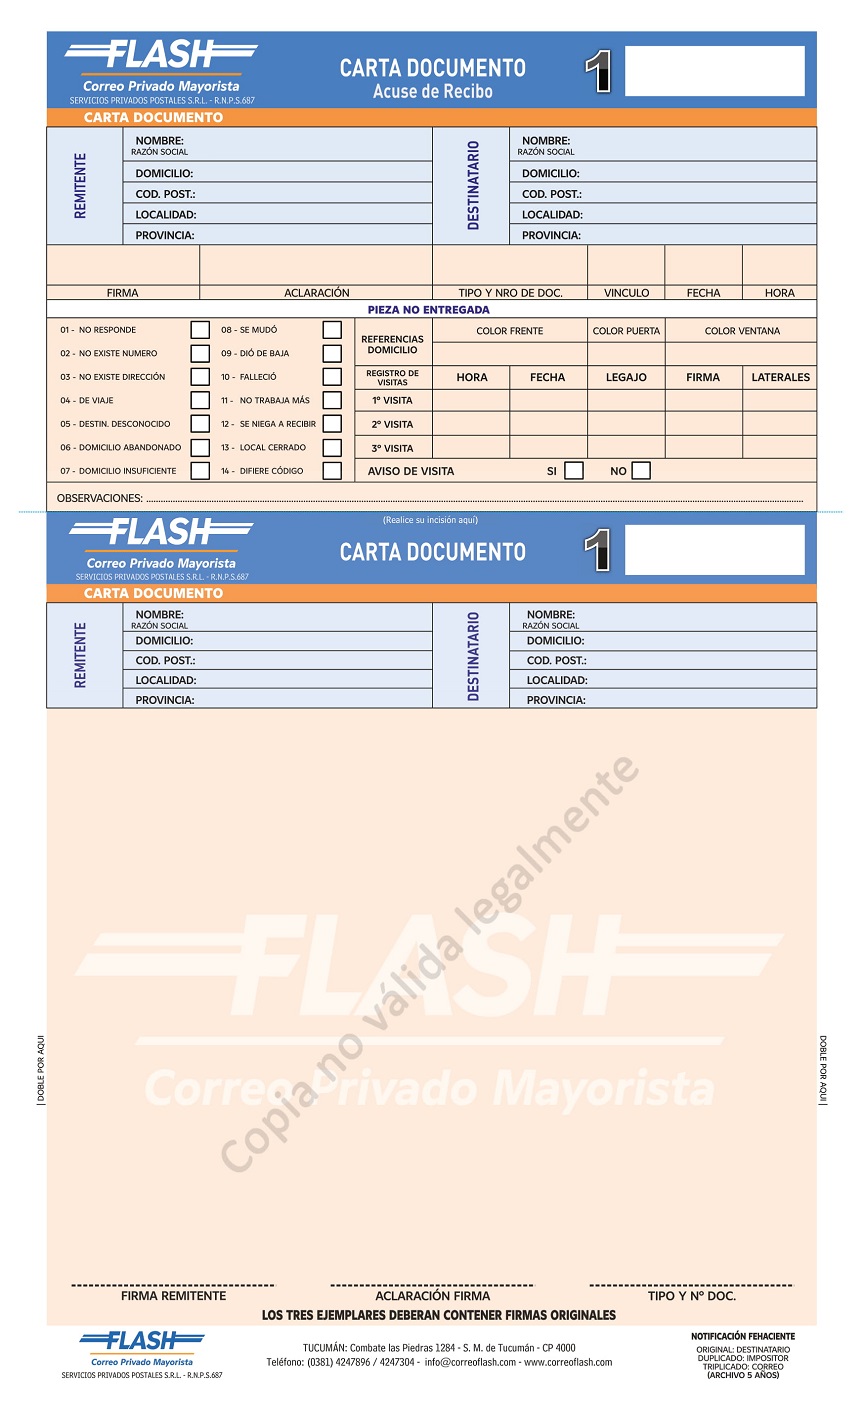 FLASH
Correo Privado Mayorista
SERVICIOS PRIVADOS POSTALES S.R.L. - R.N.P.S.687
CARTA DOCUMENTO
Acuse de Recibo
1
CARTA DOCUMENTO
REMITENTE
NOMBRE:
RAZÓN SOCIAL
DOMICILIO:
COD. POST.:
LOCALIDAD:
PROVINCIA:
DESTINATARIO
NOMBRE:
RAZÓN SOCIAL
DOMICILIO:
COD. POST.:
LOCALIDAD:
PROVINCIA:
FIRMA ACLARACIÓN TIPO Y NRO DE DOC. VINCULO FECHA HORA
PIEZA NO ENTREGADA
01 - NO RESPONDE
02 - NO EXISTE NUMERO
03 - NO EXISTE DIRECCIÓN
04 - DE VIAJE
05 - DESTIN. DESCONOCIDO
06 - DOMICILIO ABANDONADO
07 - DOMICILIO INSUFICIENTE
08 - SE MUDÓ
09 - DIÓ DE BAJA
10 - FALLECIÓ
11 - NO TRABAJA MÁS
12 - SE NIEGA A RECIBIR
13 - LOCAL CERRADO
14 - DIFIERE CÓDIGO
REFERENCIAS
DOMICILIO
COLOR FRENTE COLOR PUERTA COLOR VENTANA
REGISTRO DE
VISITAS
HORA FECHA LEGAJO FIRMA LATERALES
1º VISITA
2º VISITA
3º VISITA
AVISO DE VISITA SI NO
OBSERVACIONES:
(Realice su incisión aquí)
FLASH
Correo Privado Mayorista
SERVICIOS PRIVADOS POSTALES S.R.L. - R.N.P.S.687
CARTA DOCUMENTO
1
CARTA DOCUMENTO
REMITENTE
NOMBRE:
RAZÓN SOCIAL
DOMICILIO:
COD. POST.:
LOCALIDAD:
PROVINCIA:
DESTINATARIO
NOMBRE:
RAZÓN SOCIAL
DOMICILIO:
COD. POST.:
LOCALIDAD:
PROVINCIA:
FLASH
Correo Privado Mayorista
Copia no válida legalmente
| DOBLE POR AQUI
DOBLE POR AQUI |
FIRMA REMITENTE ACLARACIÓN FIRMA TIPO Y Nº DOC.
LOS TRES EJEMPLARES DEBERAN CONTENER FIRMAS ORIGINALES
FLASH
Correo Privado Mayorista
SERVICIOS PRIVADOS POSTALES S.R.L. - R.N.P.S.687
TUCUMÁN: Combate las Piedras 1284 - S. M. de Tucumán - CP 4000
Teléfono: (0381) 4247896 / 4247304 - info@correoflash.com - www.correoflash.com
NOTIFICACIÓN FEHACIENTE
ORIGINAL: DESTINATARIO
DUPLICADO: IMPOSITOR
TRIPLICADO: CORREO
(ARCHIVO 5 AÑOS)